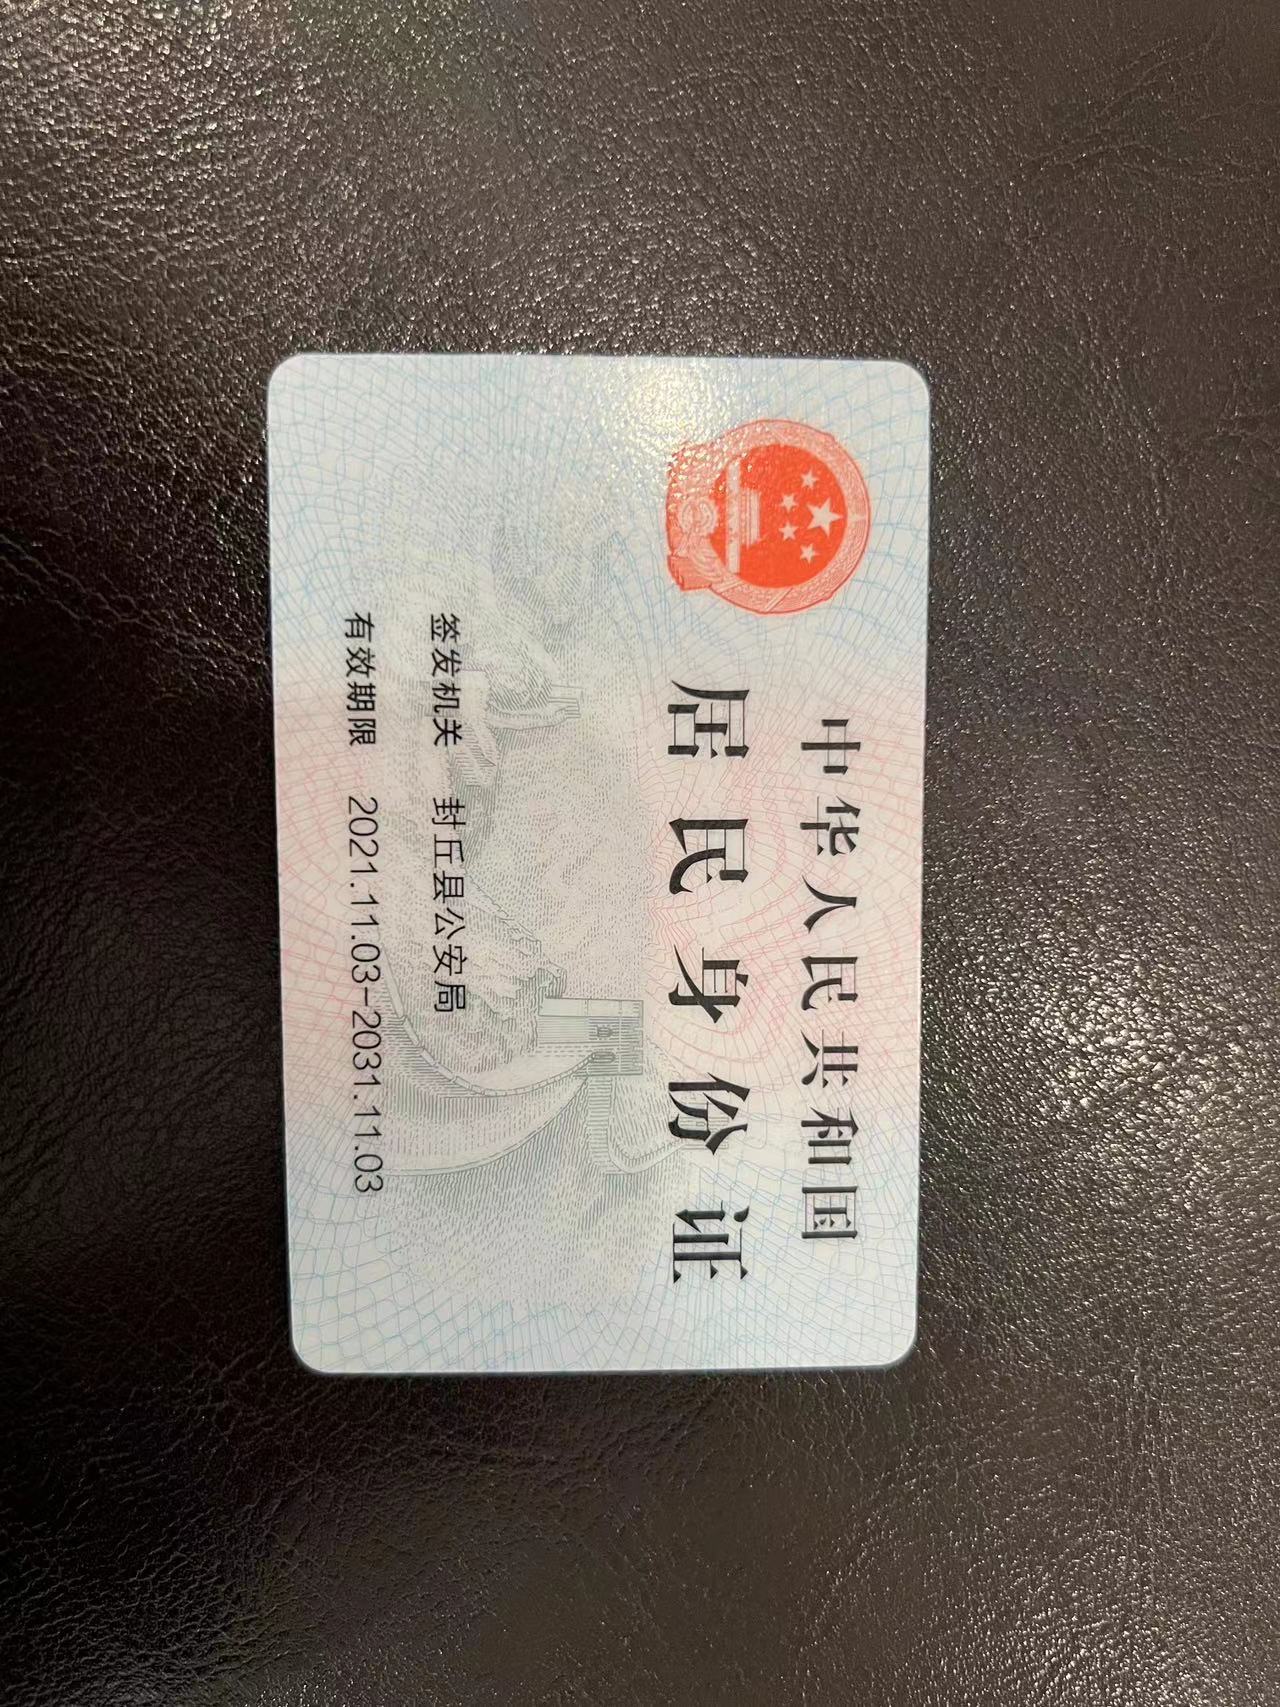 中华人民共和国
居民身份证
签发机关 封丘县公安局
有效期限 2021.11.03-2031.11.03